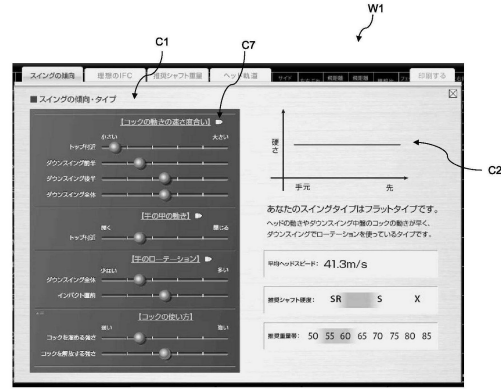 W1
C1
C7
スイングの傾向 理想のIFC 推奨シャフト重量 ヘッド軌道 サイド 印刷する
■スイングの傾向・タイプ
[コックの動きの速さ度合い]
小さい 大きい
トップ付近
ダウンスイング前半
ダウンスイング後半
ダウンスイング全体
[手の中の動き]
開く 閉じる
トップ付近
[手のローテーション]
少ない 多い
ダウンスイング全体
インパクト直前
[コックの使い方]
弱い 強い
コックを溜める強さ
コックを解放する強さ
硬さ
手元 先
C2
あなたのスイングタイプはフラットタイプです。
ヘッドの動きやダウンスイング中盤のコックの動きが早く、
ダウンスイングでローテーションを使っているタイプです。
平均ヘッドスピード: 41.3m/s
推奨シャフト硬度: SR S X
推奨重量帯: 50 55 60 65 70 75 80 85